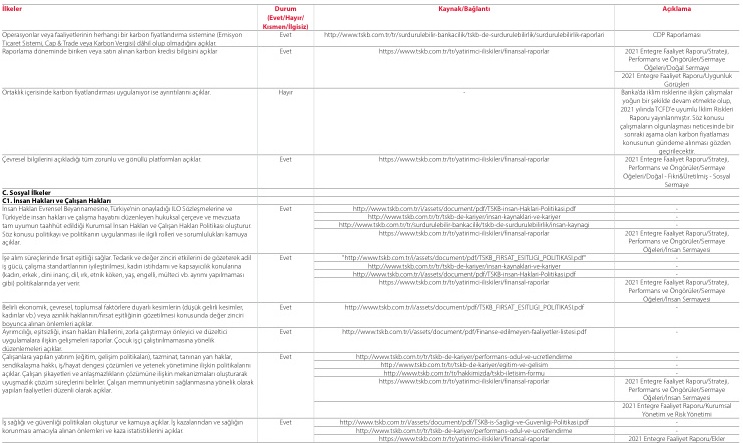 İlkeler Durum (Evet/Hayır/Kısmen/İlgisiz) Kaynak/Bağlantı Açıklama
Operasyonlar veya faaliyetlerinin herhangi bir karbon fiyatlandırma sistemine (Emisyon Evet http://www.tskb.com.tr/tr/surdurulebilir-bankacilik/tskb-de-surdurulebilirlik/surdurulebilirlik-raporlari CDP Raporlaması
Ticaret Sistemi, Cap & Trade veya Karbon Vergisi) dâhil olup olmadığını açıklar.
Raporlama döneminde biriken veya satın alınan karbon kredisi bilgisini açıklar Evet https://www.tskb.com.tr/tr/yatirimci-iliskileri/finansal-raporlar 2021 Entegre Faaliyet Raporu/Strateji,
Performans ve Öngörüler/Sermaye
Öğeleri/Doğal Sermaye
2021 Entegre Faaliyet Raporu/Uygunluk
Görüşleri
Ortaklık içerisinde karbon fiyatlandırması uygulanıyor ise ayrıntılarını açıklar. Hayır - Banka'da iklim risklerine ilişkin çalışmalar
yoğun bir şekilde devam etmekte olup,
2021 yılında TCFD'e uyumlu İklim Riskleri
Raporu yayınlanmıştır. Söz konusu
çalışmaların olgunlaşması neticesinde bir
sonraki aşama olan karbon fiyatlaması
konusunun gündeme alınması gözden
geçirilecektir.
Çevresel bilgilerini açıkladığı tüm zorunlu ve gönüllü platformları açıklar. Evet https://www.tskb.com.tr/tr/yatirimci-iliskileri/finansal-raporlar 2021 Entegre Faaliyet Raporu/Strateji,
Performans ve Öngörüler/Sermaye
Öğeleri/Doğal - Fikri&Üretilmiş - Sosyal
Sermaye
C. Sosyal İlkeler
C1. İnsan Hakları ve Çalışan Hakları
İnsan Hakları Evrensel Beyannamesine, Türkiye'nin onayladığı ILO Sözleşmelerine ve Evet http://www.tskb.com.tr/i/assets/document/pdf/TSKB-Insan-Haklari-Politikasi.pdf -
Türkiye'de insan hakları ve çalışma hayatını düzenleyen hukuksal çerçeve ve mevzuata http://www.tskb.com.tr/tr/tskb-de-kariyer/insan-kaynaklari-ve-kariyer -
tam uyumun taahhüt edildiği Kurumsal İnsan Hakları ve Çalışan Hakları Politikası oluşturur. http://www.tskb.com.tr/tr/surdurulebilir-bankacilik/tskb-de-surdurulebilirlik/insan-kaynagi -
Söz konusu politikayı ve politikanın uygulanması ile ilgili rolleri ve sorumlulukları kamuya https://www.tskb.com.tr/tr/yatirimci-iliskileri/finansal-raporlar 2021 Entegre Faaliyet Raporu/Strateji,
açıklar. Performans ve Öngörüler/Sermaye
Öğeleri/İnsan Sermayesi
İşe alım süreçlerinde fırsat eşitliği sağlar. Tedarik ve değer zinciri etkilerini de gözeterek adil Evet "http://www.tskb.com.tr/i/assets/document/pdf/TSKB_FIRSAT_ESITLIGI_POLITIKASI.pdf -
iş gücü, çalışma standartlarının iyileştirilmesi, kadın istihdamı ve kapsayıcılık konularına http://www.tskb.com.tr/tr/tskb-de-kariyer/insan-kaynaklari-ve-kariyer -
(kadın, erkek , dini inanç, dil, ırk, etnik köken, yaş, engelli, mülteci vb. ayrımı yapılmaması http://www.tskb.com.tr/i/assets/document/pdf/TSKB-Insan-Haklari-Politikasi.pdf -
gibi) politikalarında yer verir. https://www.tskb.com.tr/tr/yatirimci-iliskileri/finansal-raporlar 2021 Entegre Faaliyet Raporu/Strateji,
Performans ve Öngörüler/Sermaye
Öğeleri/İnsan Sermayesi
Belirli ekonomik, çevresel, toplumsal faktörlere duyarlı kesimlerin (düşük gelirli kesimler, Evet http://www.tskb.com.tr/i/assets/document/pdf/TSKB_FIRSAT_ESITLIGI_POLITIKASI.pdf -
kadınlar vb.) veya azınlık haklarının/fırsat eşitliğinin gözetilmesi konusunda değer zinciri
boyunca alınan önlemleri açıklar.
Ayrımcılığı, eşitsizliği, insan hakları ihlallerini, zorla çalıştırmayı önleyici ve düzeltici Evet http://www.tskb.com.tr/i/assets/document/pdf/Finanse-edilmeyen-faaliyetler-listesi.pdf -
uygulamalara ilişkin gelişmeleri raporlar. Çocuk işçi çalıştırılmamasına yönelik
düzenlemeleri açıklar.
Çalışanlara yapılan yatırım (eğitim, gelişim politikaları), tazminat, tanınan yan haklar, Evet http://www.tskb.com.tr/tr/tskb-de-kariyer/performans-odul-ve-ucretlendirme -
sendikalaşma hakkı, iş/hayat dengesi çözümleri ve yetenek yönetimine ilişkin politikalarını http://www.tskb.com.tr/tr/tskb-de-kariyer/egitim-ve-gelisim -
açıklar. Çalışan şikayetleri ve anlaşmazlıkların çözümüne ilişkin mekanizmaları oluşturarak http://www.tskb.com.tr/tr/hakkimizda/tskb-iletisim-formu -
uyuşmazlık çözüm süreçlerini belirler. Çalışan memnuniyetinin sağlanmasına yönelik olarak https://www.tskb.com.tr/tr/yatirimci-iliskileri/finansal-raporlar 2021 Entegre Faaliyet Raporu/Strateji,
yapılan faaliyetleri düzenli olarak açıklar. Performans ve Öngörüler/Sermaye
Öğeleri/İnsan Sermayesi
2021 Entegre Faaliyet Raporu/Kurumsal
Yönetim ve Risk Yönetimi
İş sağlığı ve güvenliği politikaları oluşturur ve kamuya açıklar. İş kazalarından ve sağlığın Evet http://www.tskb.com.tr/i/assets/document/pdf/TSKB-Is-Sagligi-ve-Guvenligi-Politikasi.pdf -
korunması amacıyla alınan önlemleri ve kaza istatistiklerini açıklar. http://www.tskb.com.tr/tr/tskb-de-kariyer/performans-odul-ve-ucretlendirme -
https://www.tskb.com.tr/tr/yatirimci-iliskileri/finansal-raporlar 2021 Entegre Faaliyet Raporu/Ekler